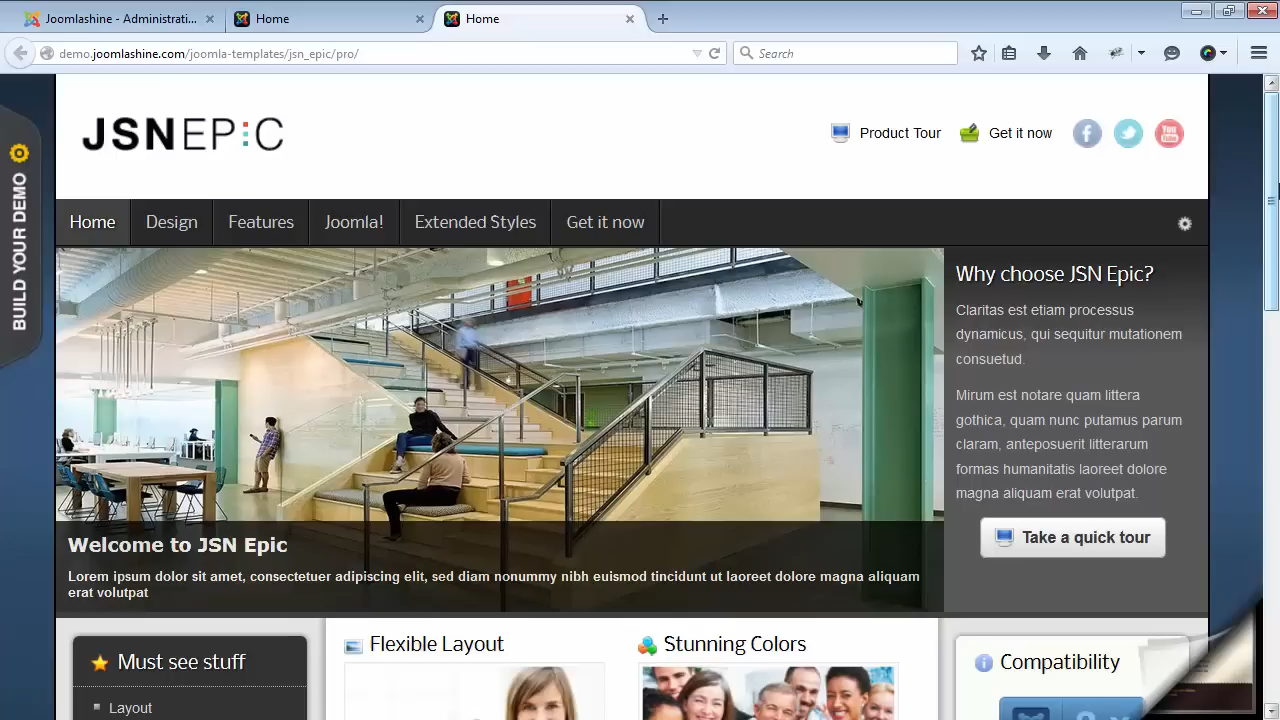 Joomlashine - Administrati...
Home
Home
demo.joomlashine.com/joomla-templates/jsn_epic/pro/
Search
JSNEPIC
Product Tour
Get it now
You
Tube
BUILD YOUR DEMO
Home
Design
Features
Joomla!
Extended Styles
Get it now
Why choose JSN Epic?
Claritas est etiam processus
dynamicus, qui sequitur mutationem
consuetud.
Mirum est notare quam littera
gothica, quam nunc putamus parum
claram, anteposuerit litterarum
formas humanitatis laoreet dolore
magna aliquam erat volutpat.
Take a quick tour
Welcome to JSN Epic
Lorem ipsum dolor sit amet, consectetuer adipiscing elit, sed diam nonummy nibh euismod tincidunt ut laoreet dolore magna aliquam
erat volutpat
Must see stuff
Layout
Flexible Layout
Stunning Colors
Compatibility